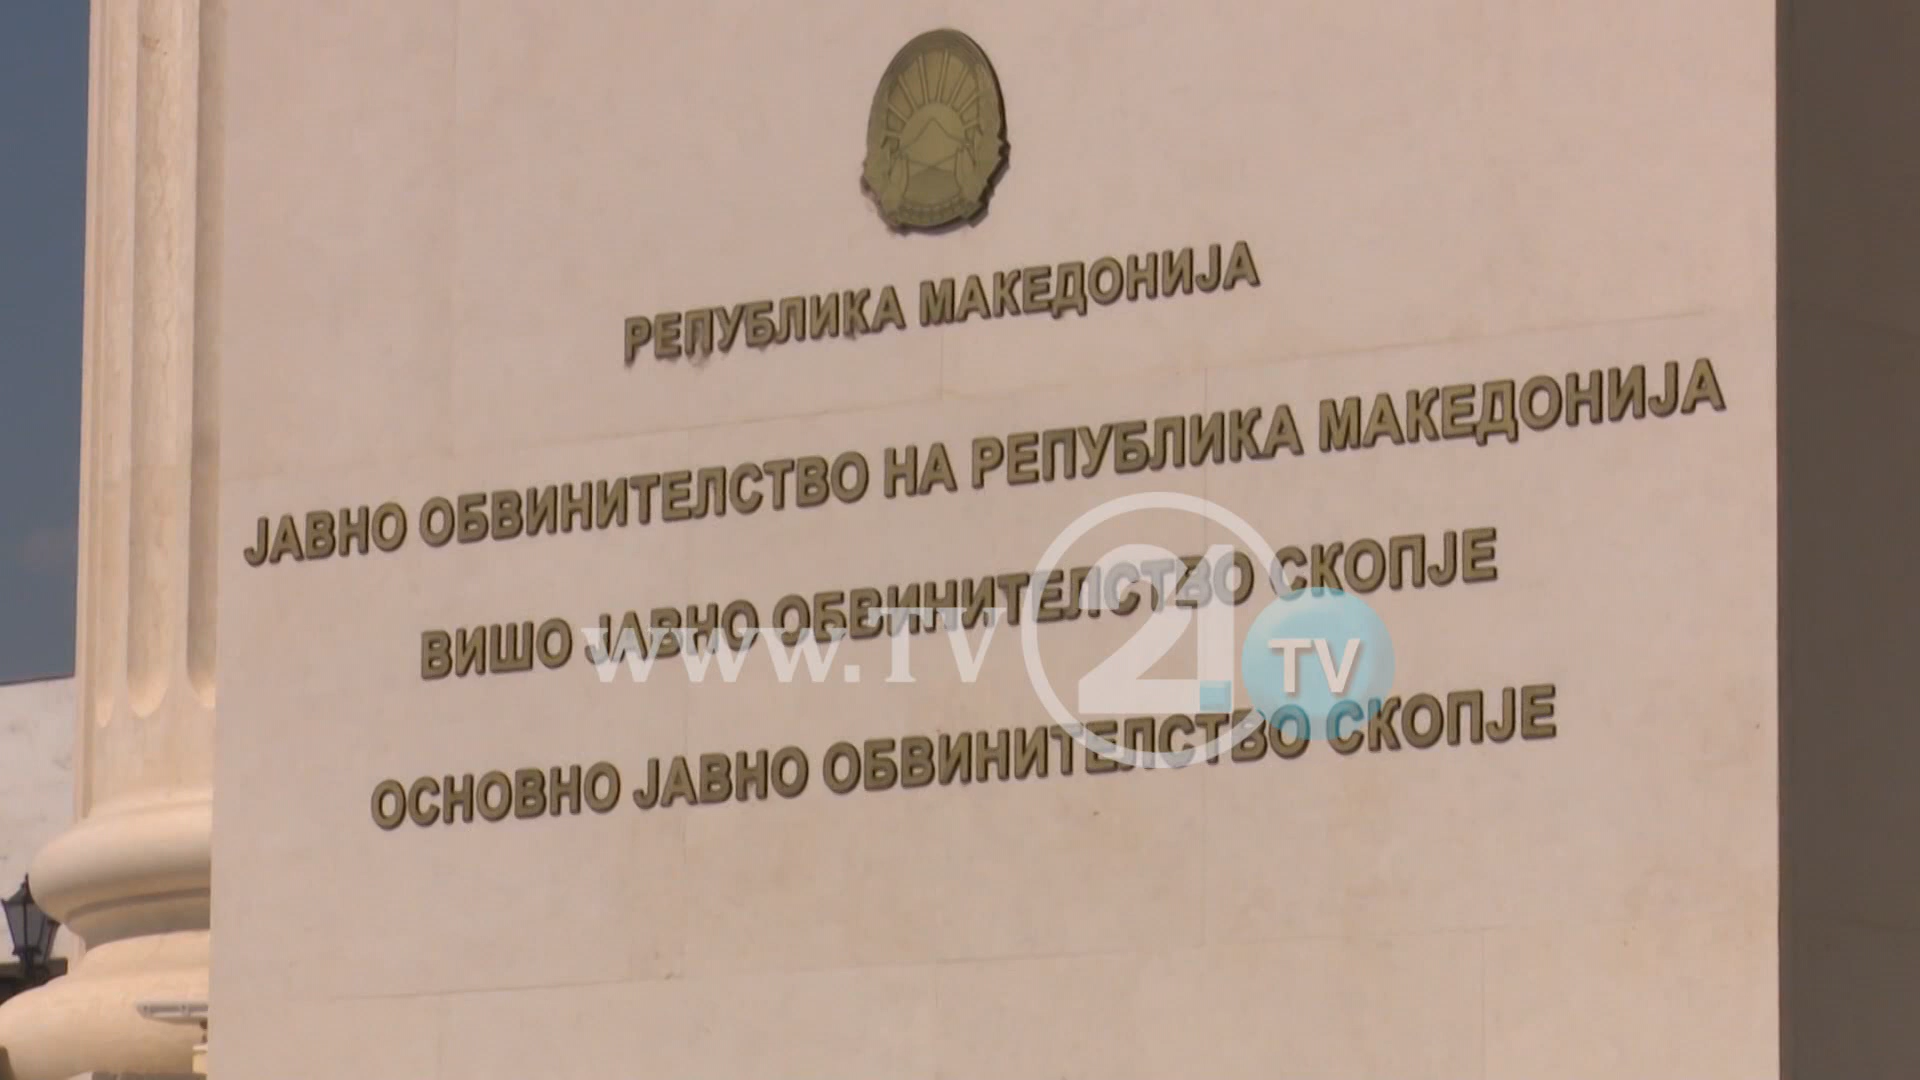 РЕПУБЛИКА МАКЕДОНИЈА
ЈАВНО ОБВИНИТЕЛСТВО НА РЕПУБЛИКА МАКЕДОНИЈА
ВИШО ЈАВНО ОБВИНИТЕЛСТВО СКОПЈЕ
www.TV 21 TV
ОСНОВНО ЈАВНО ОБВИНИТЕЛСТВО СКОПЈЕ